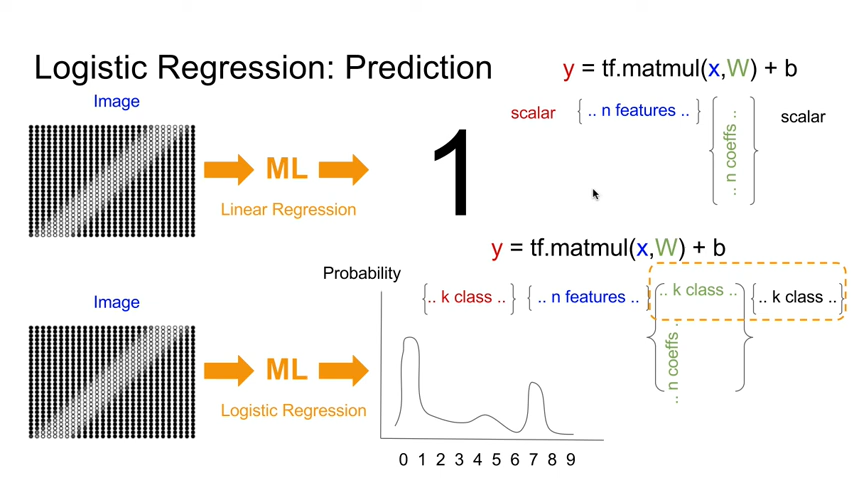 Logistic Regression: Prediction
y = tf.matmul(x,W) + b
Image
scalar
{.. n features ..}
.. n coeffs ..
scalar
ML
1
Linear Regression
y = tf.matmul(x,W) + b
Probability
{.. k class ..}
{.. n features ..}
.. k class ..
{.. k class ..}
.. n coeffs ..
Image
ML
Logistic Regression
0 1 2 3 4 5 6 7 8 9